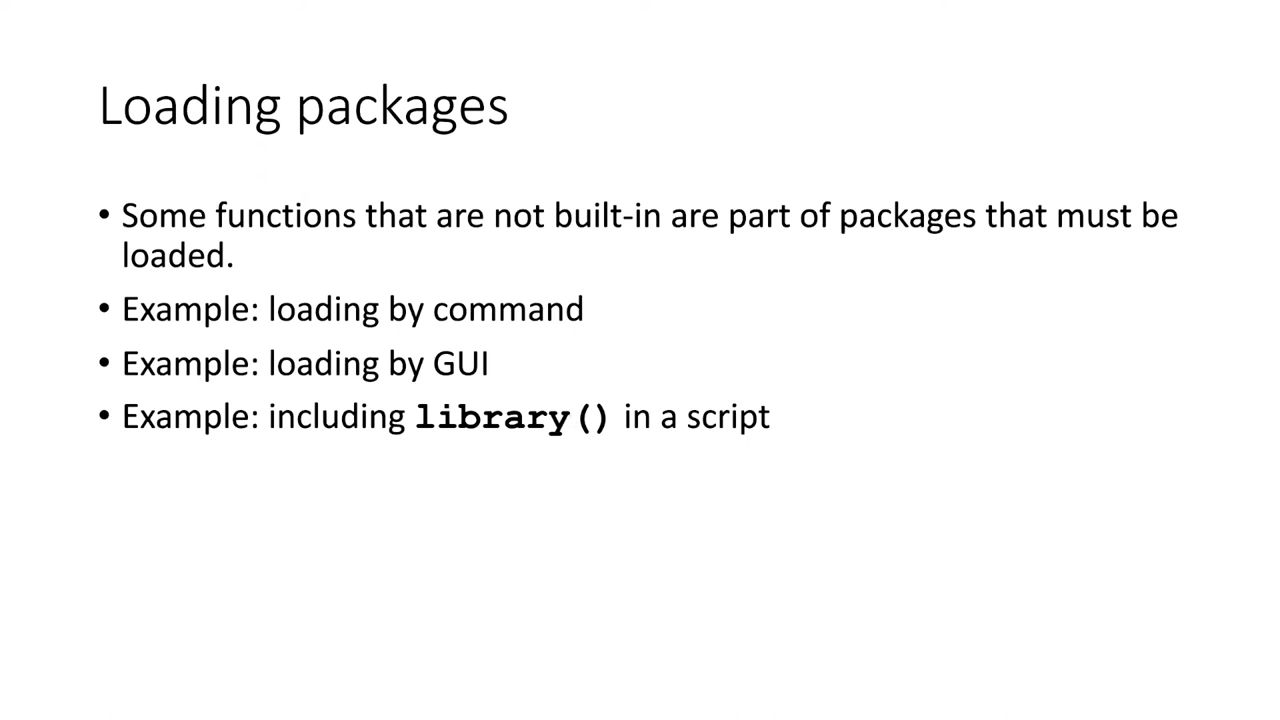 Loading packages
• Some functions that are not built-in are part of packages that must be
loaded.
• Example: loading by command
• Example: loading by GUI
• Example: including library() in a script